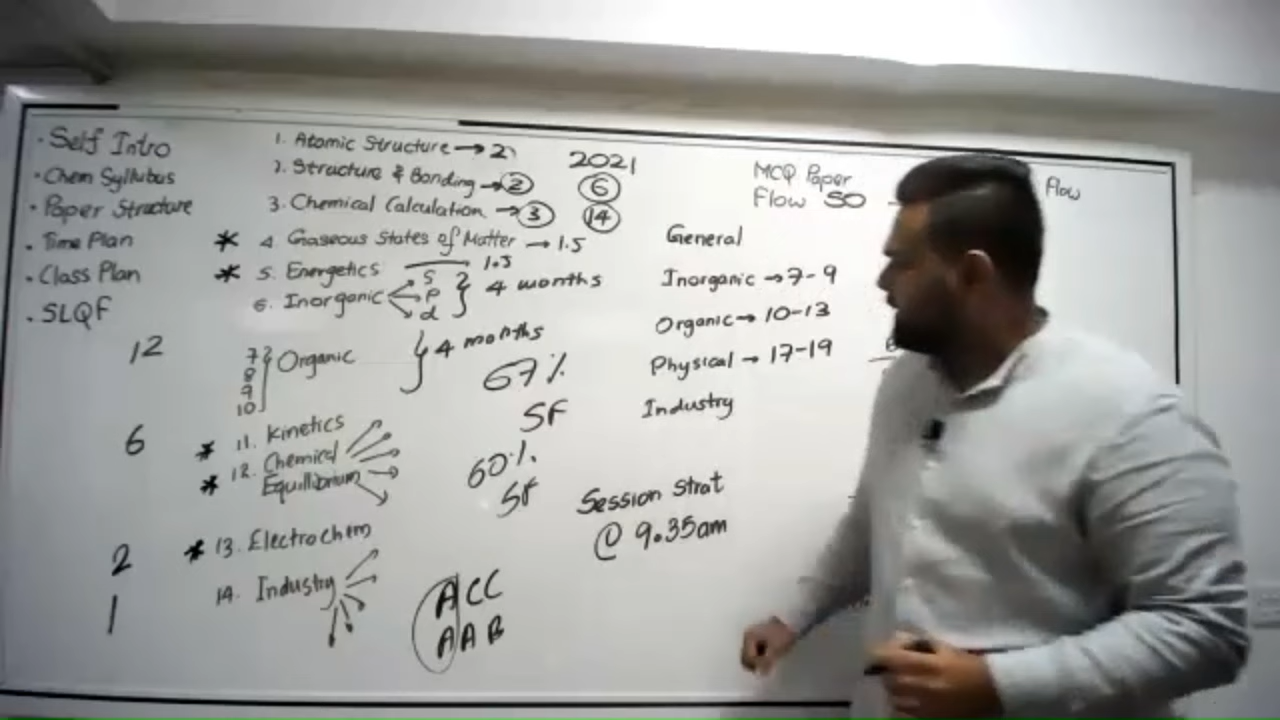 · Self Intro
· Chem Syllubus
· Paper Structure
· Time Plan
· Class Plan
· SLQF
12
6
2
1
1. Atomic Structure → 2
2. Structure & Bonding → 2
3. Chemical Calculation → 3
* 4. Gaseous States of Matter → 1.5
* 5. Energetics 1.5
6. Inorganic s p d } 4 months
7 8 9 10 Organic } 4 months
* 11. Kinetics
* 12. Chemical
Equillibrium
* 13. Electrochem
14. Industry
2021
6
14
67%
SF
60%
SF
ACC
AAB
Session Strat
@ 9.35am
MCQ Paper Flow
Flow 50
General
Inorganic → 7-9
Organic → 10-13
Physical → 17-19
Industry